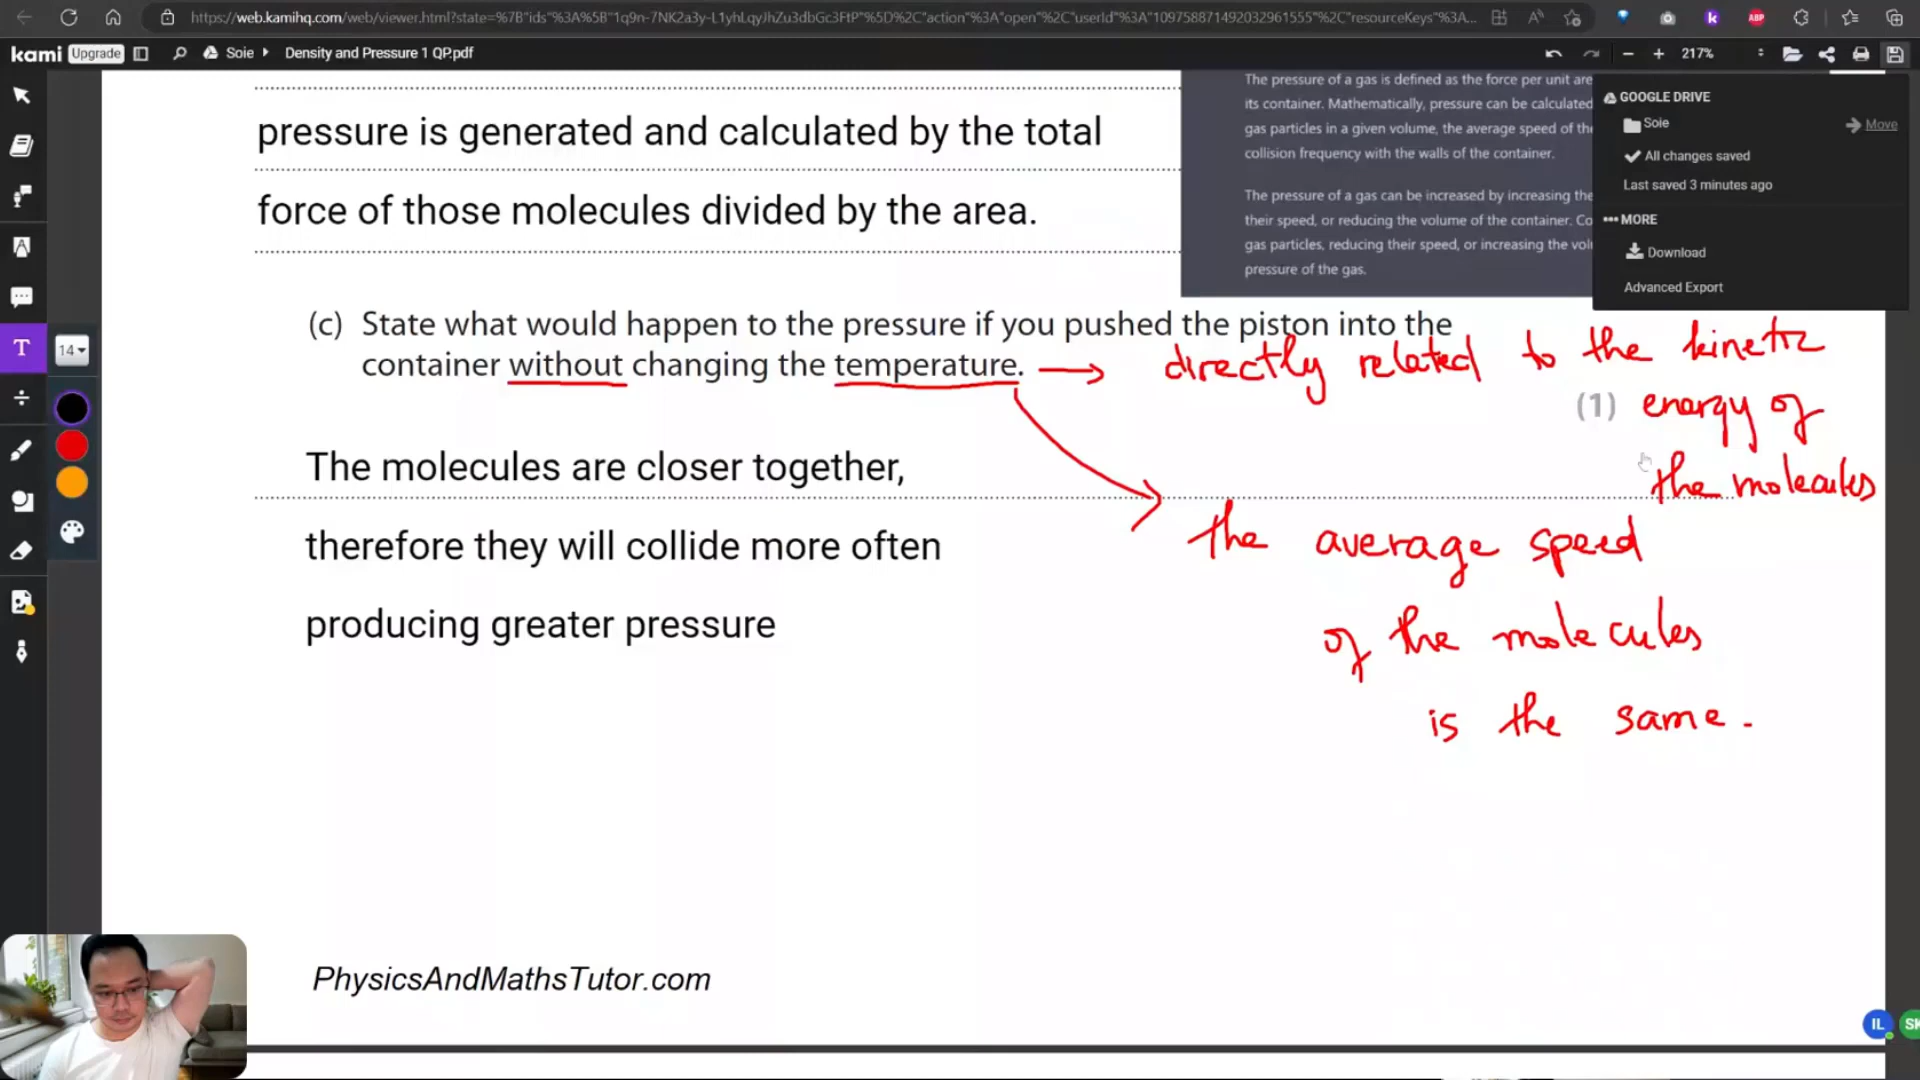 https://web.kamihq.com/web/viewer.html?state=%7B"ids"%3A%5B"1q9n-7NK2a3y-L1yhLqyJhZu3dbGc3FtP"%5D%2C"action"%3A"open"%2C"userId"%3A"109758871492032961555"%2C"resourceKeys"%3A...
ABP
kami Upgrade Soie Density and Pressure 1 QP.pdf 217%
The pressure of a gas is defined as the force per unit are
its container. Mathematically, pressure can be calculated
gas particles in a given volume, the average speed of the
collision frequency with the walls of the container.
The pressure of a gas can be increased by increasing the
their speed, or reducing the volume of the container. Co
gas particles, reducing their speed, or increasing the vol
pressure of the gas.
GOOGLE DRIVE
Soie
Move
All changes saved
Last saved 3 minutes ago
MORE
Download
Advanced Export
pressure is generated and calculated by the total
force of those molecules divided by the area.
(c) State what would happen to the pressure if you pushed the piston into the
container without changing the temperature.
directly related to the kinetic
(1) energy of
the molecules
T
14
The molecules are closer together,
therefore they will collide more often
producing greater pressure
the average speed
of the molecules
is the same.
PhysicsAndMathsTutor.com
IL
SK